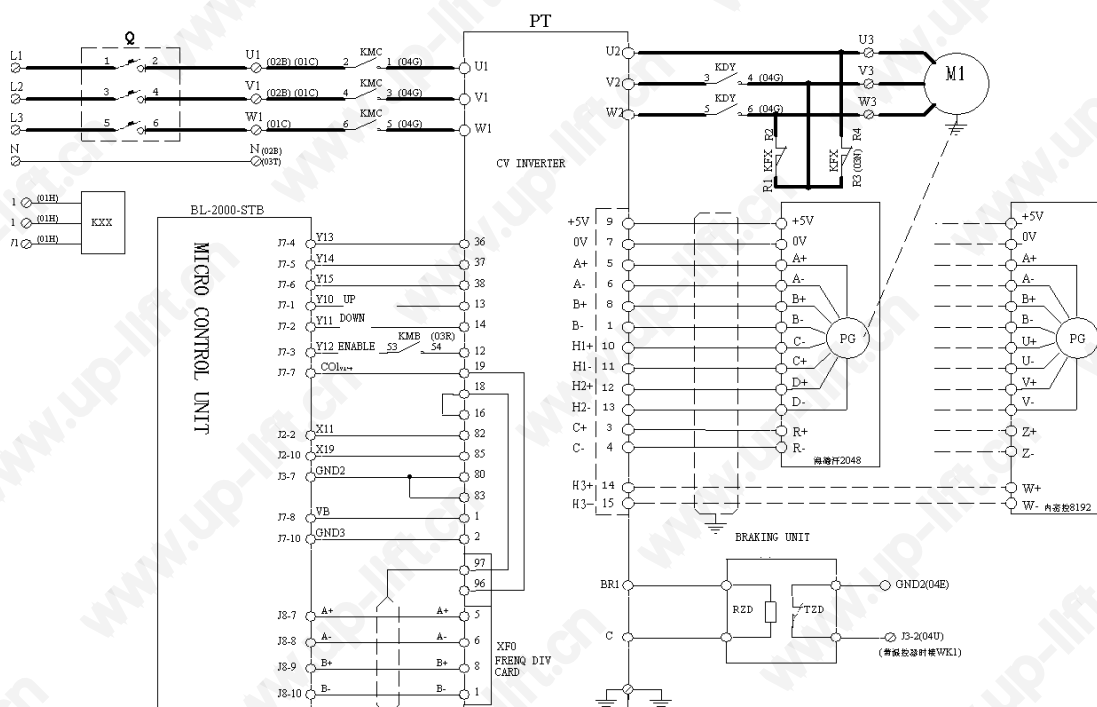 PT
Q
L1
1 2
U1
(02B) (01C)
KMC
2 1 (04G)
U1
L2
3 4
V1
(02B) (01C)
KMC
4 3 (04G)
V1
L3
5 6
W1
(01C)
KMC
6 5 (04G)
W1
N
N (02B)
(03T)
CV INVERTER
U2
U3
V2
KDY
3 4 (04G)
V3
W2
KDY
5 6 (04G)
W3
M1
R2
R4
KFX
KFX
R1
R3 (03N)
1 (01H)
1 (01H)
(01H)
KXX
BL-2000-STB
MICRO CONTROL UNIT
J7-4 Y13 36
J7-5 Y14 37
J7-6 Y15 38
J7-1 Y10 UP 13
J7-2 Y11 DOWN 14
J7-3 Y12 ENABLE 53 KMB 54 (03R) 12
J7-7 19
18
16
J2-2 X11 82
J2-10 X19 85
J3-7 GND2 80
83
J7-8 VB 1
J7-10 GND3 2
97
96
J8-7 A+ A+ 5
J8-8 A- A- 6
J8-9 B+ B+ 8
J8-10 B- B- 1
XF0
FRENQ DIV
CARD
+5V 9 +5V
0V 7 0V
A+ 5 A+
A- 6 A-
B+ 8 B+
B- 1 B-
H1+ 10 C-
H1- 11 C+
H2+ 12 D+
H2- 13 D-
C+ 3 R+
C- 4 R-
H3+ 14
H3- 15
PG
2048
+5V
0V
A+
A-
B+
B-
U+
U-
V+
V-
Z+
Z-
W+
W-
PG
8192
BRAKING UNIT
BR1
C
RZD
TZD
GND2(04E)
J3-2(04U)
www.up-lift.cn